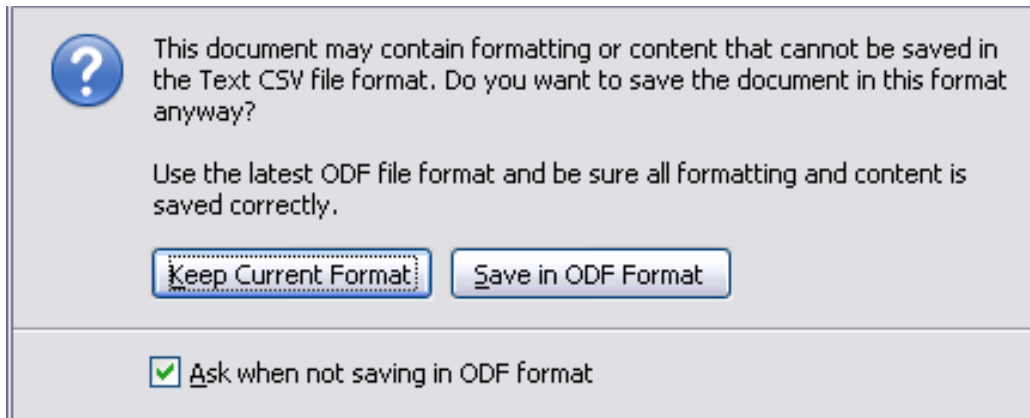 This document may contain formatting or content that cannot be saved in
the Text CSV file format. Do you want to save the document in this format
anyway?
Use the latest ODF file format and be sure all formatting and content is
saved correctly.
Keep Current Format
Save in ODF Format
Ask when not saving in ODF format